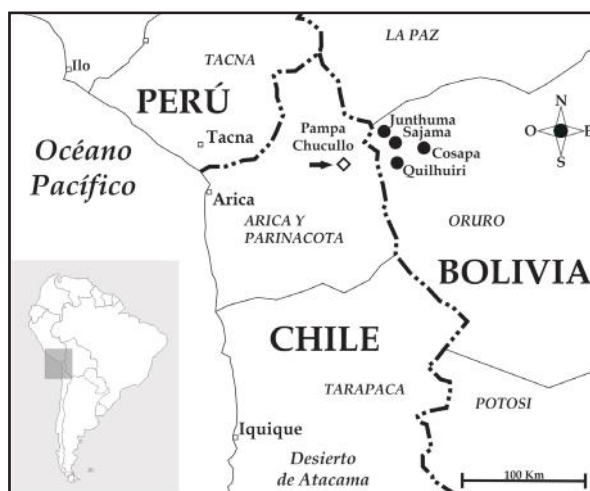 LA PAZ
TACNA
Ilo
PERÚ
Junthuma
Sajama
Cosapa
Quilhuiri
N
O
E
S
Pampa
Chucullo
Tacna
Océano
Pacífico
Arica
ARICA Y
PARINACOTA
ORURO
BOLIVIA
CHILE
TARAPACA
POTOSI
Iquique
Desierto
de Atacama
100 Km